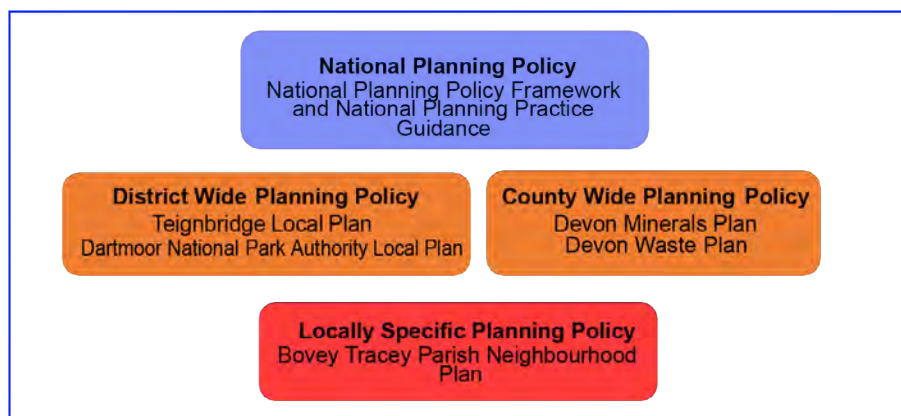 National Planning Policy
National Planning Policy Framework
and National Planning Practice
Guidance
District Wide Planning Policy
Teignbridge Local Plan
Dartmoor National Park Authority Local Plan
County Wide Planning Policy
Devon Minerals Plan
Devon Waste Plan
Locally Specific Planning Policy
Bovey Tracey Parish Neighbourhood
Plan